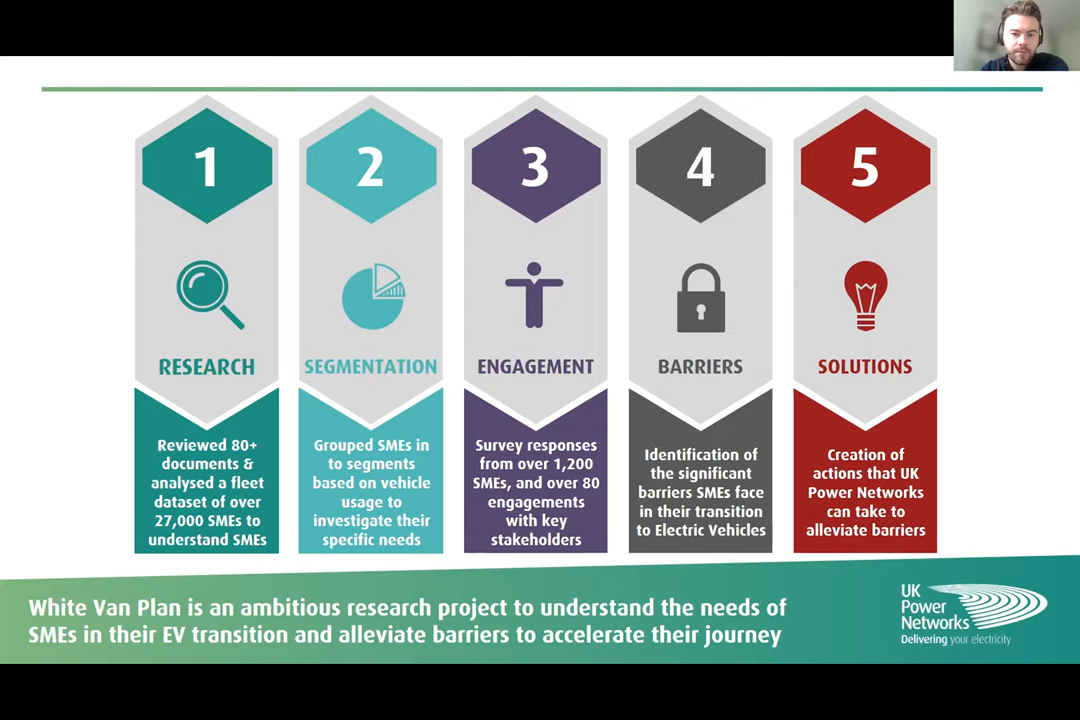 1
RESEARCH
Reviewed 80+
documents &
analysed a fleet
dataset of over
27,000 SMEs to
understand SMEs
2
SEGMENTATION
Grouped SMEs in
to segments
based on vehicle
usage to
investigate their
specific needs
3
ENGAGEMENT
Survey responses
from over 1,200
SMEs, and over 80
engagements
with key
stakeholders
4
BARRIERS
Identification of
the significant
barriers SMEs face
in their transition
to Electric Vehicles
5
SOLUTIONS
Creation of
actions that UK
Power Networks
can take to
alleviate barriers
White Van Plan is an ambitious research project to understand the needs of
SMEs in their EV transition and alleviate barriers to accelerate their journey
UK
Power
Networks
Delivering your electricity